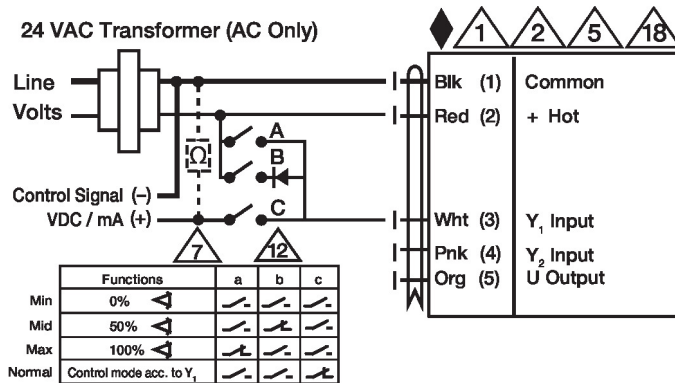 24 VAC Transformer (AC Only)
1 2 5 18
Line
Volts
Blk (1) Common
Red (2) + Hot
A
Ω
B
Control Signal (–)
VDC / mA (+)
C
Wht (3) Y₁ Input
Pnk (4) Y₂ Input
Org (5) U Output
7 12
Functions a b c
Min 0%
Mid 50%
Max 100%
Normal Control mode acc. to Y₁